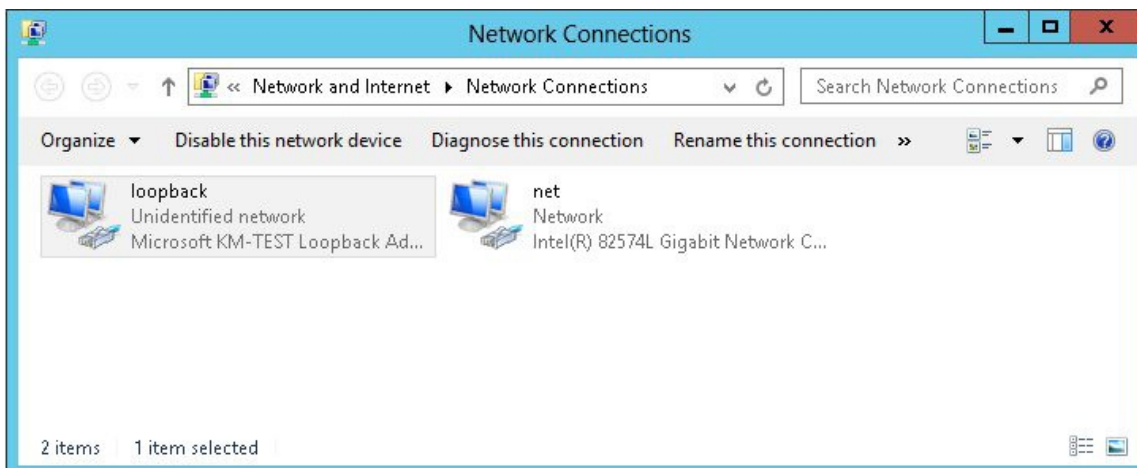 Network Connections
« Network and Internet ▸ Network Connections
Search Network Connections
Organize Disable this network device Diagnose this connection Rename this connection »
loopback
Unidentified network
Microsoft KM-TEST Loopback Ad...
net
Network
Intel(R) 82574L Gigabit Network C...
2 items 1 item selected